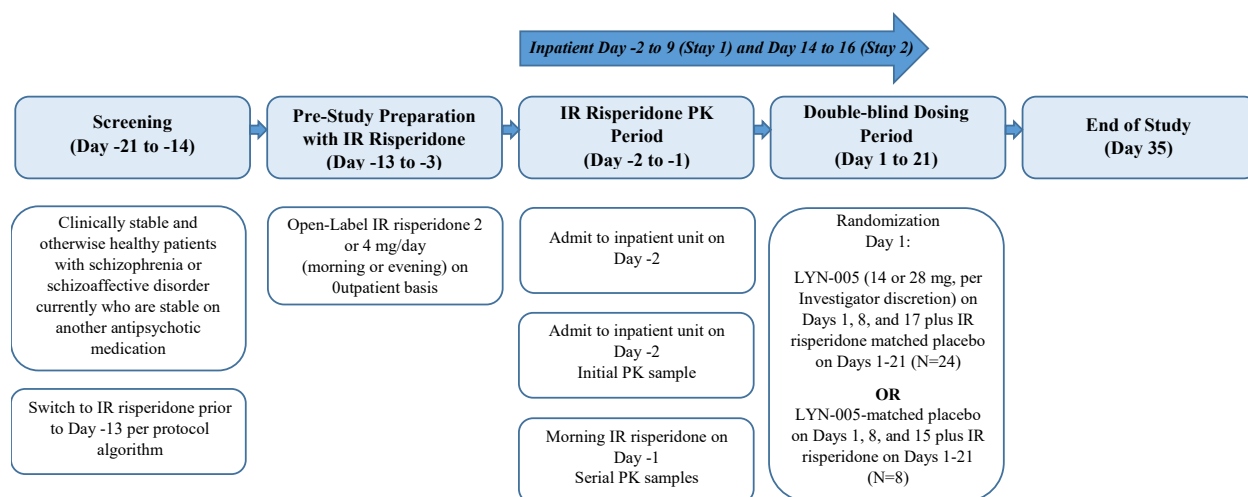 Inpatient Day -2 to 9 (Stay 1) and Day 14 to 16 (Stay 2)
Screening
(Day -21 to -14)
Pre-Study Preparation
with IR Risperidone
(Day -13 to -3)
IR Risperidone PK
Period
(Day -2 to -1)
Double-blind Dosing
Period
(Day 1 to 21)
End of Study
(Day 35)
Clinically stable and
otherwise healthy patients
with schizophrenia or
schizoaffective disorder
currently who are stable on
another antipsychotic
medication
Switch to IR risperidone prior
to Day -13 per protocol
algorithm
Open-Label IR risperidone 2
or 4 mg/day
(morning or evening) on
0utpatient basis
Admit to inpatient unit on
Day -2
Admit to inpatient unit on
Day -2
Initial PK sample
Morning IR risperidone on
Day -1
Serial PK samples
Randomization
Day 1:
LYN-005 (14 or 28 mg, per
Investigator discretion) on
Days 1, 8, and 17 plus IR
risperidone matched placebo
on Days 1-21 (N=24)
OR
LYN-005-matched placebo
on Days 1, 8, and 15 plus IR
risperidone on Days 1-21
(N=8)